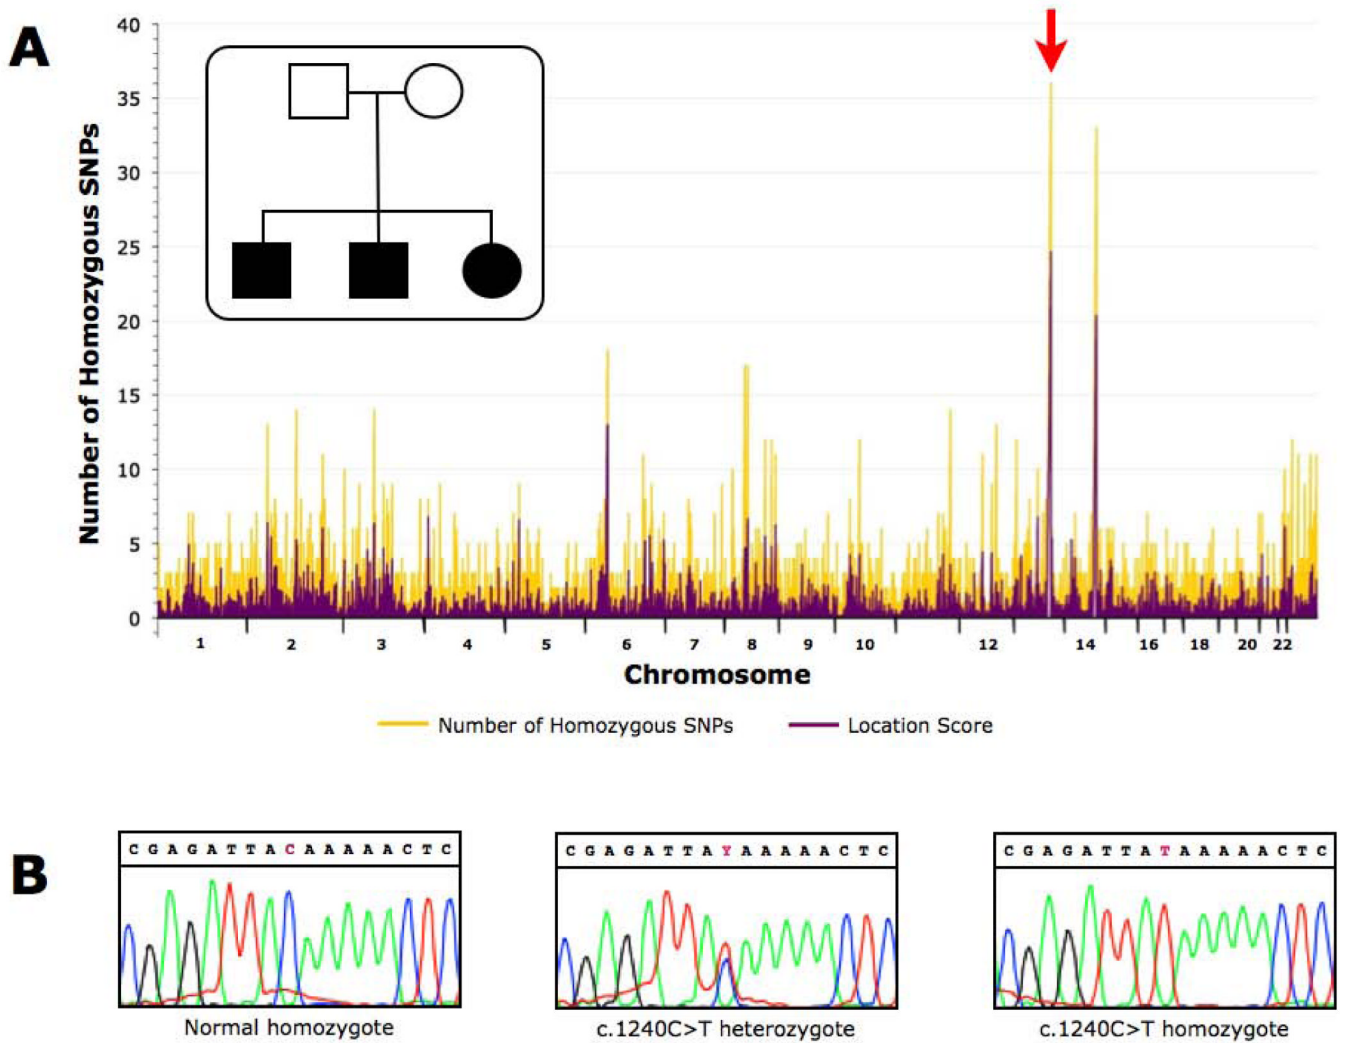 A
Number of Homozygous SNPs
40
35
30
25
20
15
10
5
0
1 2 3 4 5 6 7 8 9 10 12 14 16 18 20 22
Chromosome
Number of Homozygous SNPs Location Score
B
C G A G A T T A C A A A A A C T C
C G A G A T T A Y A A A A A C T C
C G A G A T T A T A A A A A C T C
Normal homozygote
c.1240C>T heterozygote
c.1240C>T homozygote